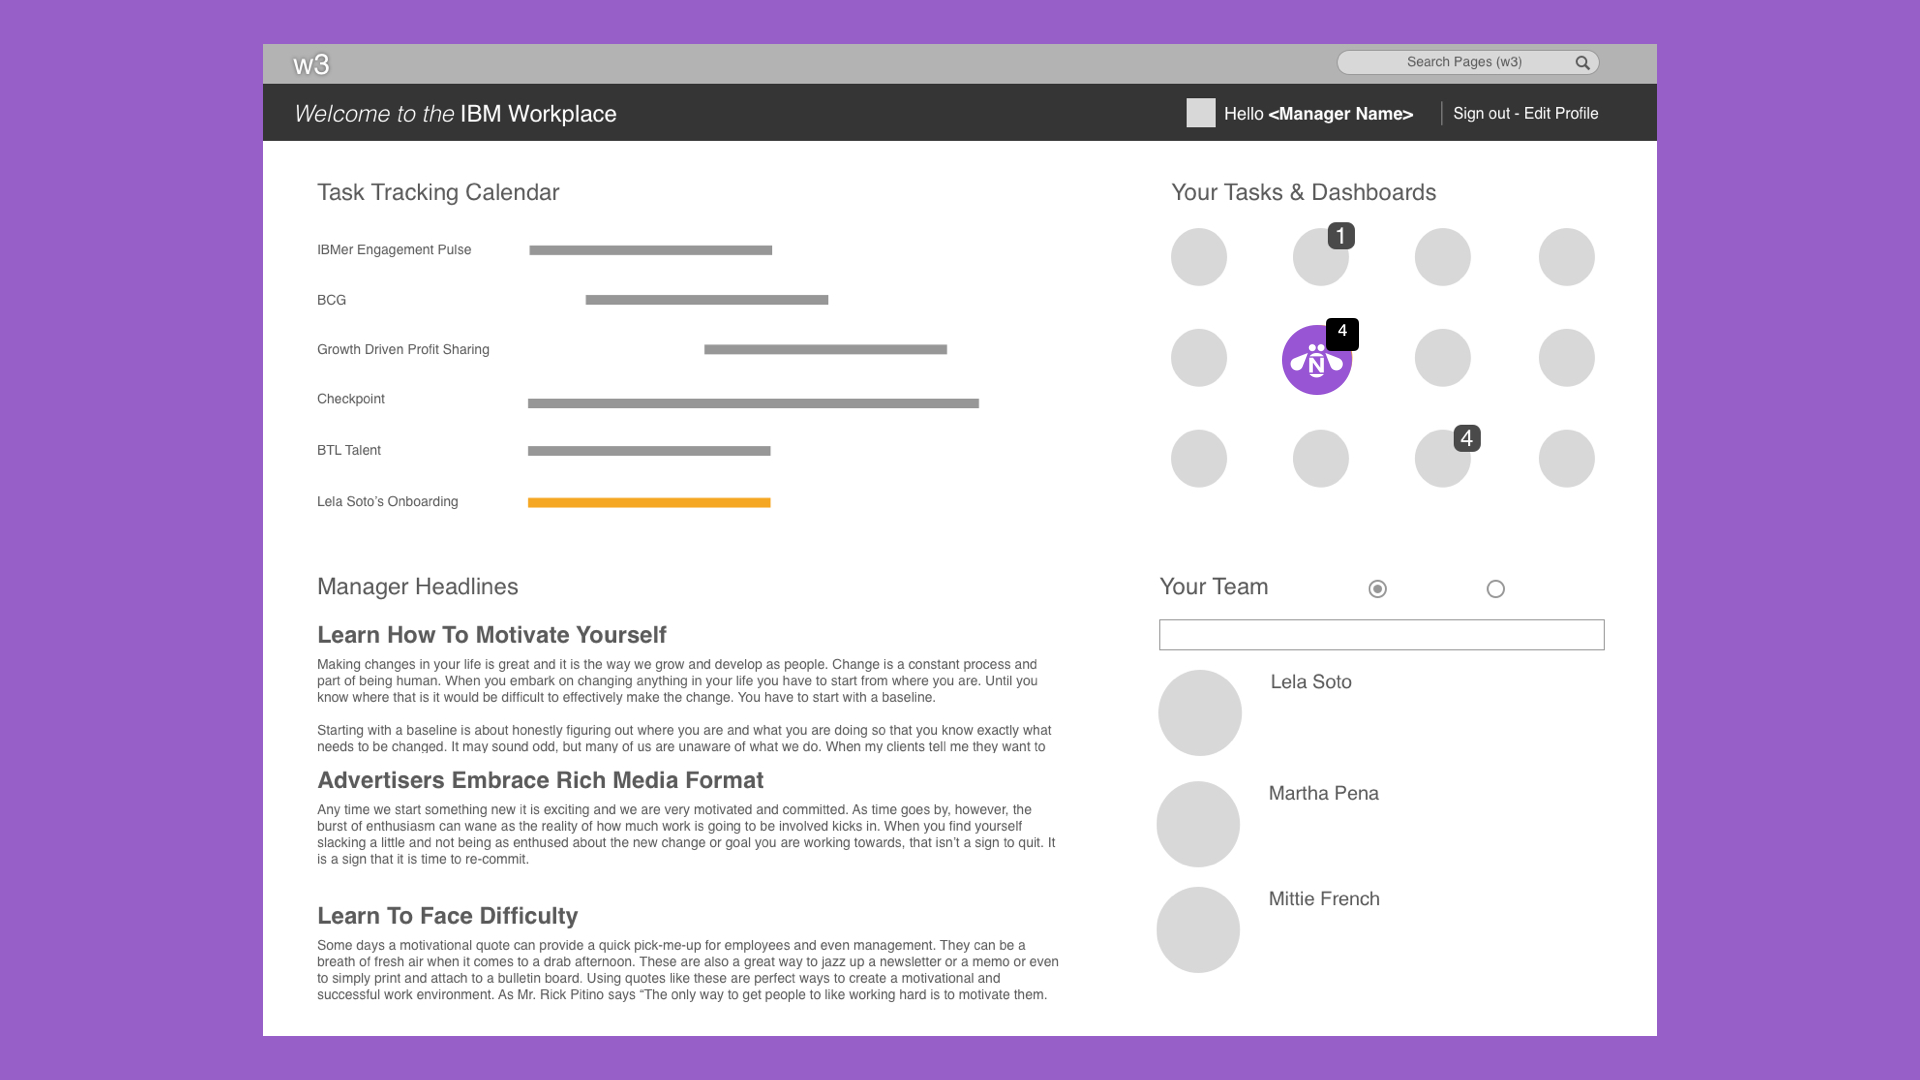 w3
Search Pages (w3)
Welcome to the IBM Workplace
Hello <Manager Name>
Sign out - Edit Profile
Task Tracking Calendar
IBMer Engagement Pulse
BCG
Growth Driven Profit Sharing
Checkpoint
BTL Talent
Lela Soto’s Onboarding
Your Tasks & Dashboards
1
4
N
4
Manager Headlines
Learn How To Motivate Yourself
Making changes in your life is great and it is the way we grow and develop as people. Change is a constant process and
part of being human. When you embark on changing anything in your life you have to start from where you are. Until you
know where that is it would be difficult to effectively make the change. You have to start with a baseline.
Starting with a baseline is about honestly figuring out where you are and what you are doing so that you know exactly what
needs to be changed. It may sound odd, but many of us are unaware of what we do. When my clients tell me they want to
Advertisers Embrace Rich Media Format
Any time we start something new it is exciting and we are very motivated and committed. As time goes by, however, the
burst of enthusiasm can wane as the reality of how much work is going to be involved kicks in. When you find yourself
slacking a little and not being as enthused about the new change or goal you are working towards, that isn’t a sign to quit. It
is a sign that it is time to re-commit.
Learn To Face Difficulty
Some days a motivational quote can provide a quick pick-me-up for employees and even management. They can be a
breath of fresh air when it comes to a drab afternoon. These are also a great way to jazz up a newsletter or a memo or even
to simply print and attach to a bulletin board. Using quotes like these are perfect ways to create a motivational and
successful work environment. As Mr. Rick Pitino says “The only way to get people to like working hard is to motivate them.
Your Team
Lela Soto
Martha Pena
Mittie French